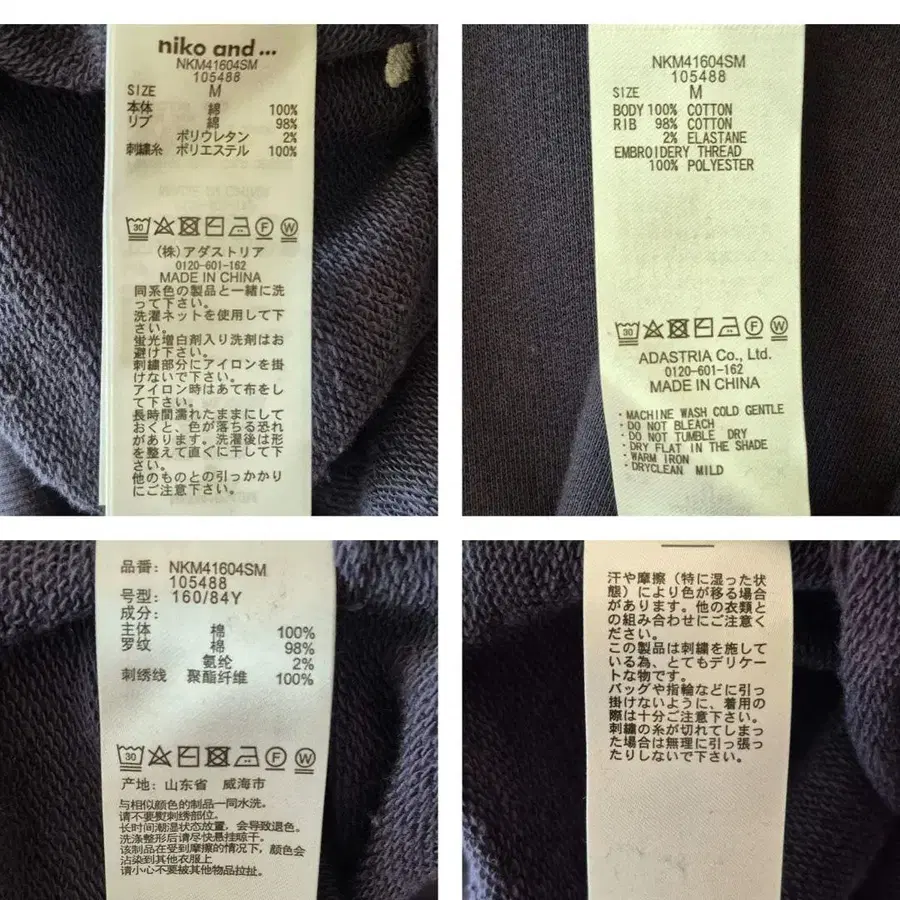 niko and ...
NKM41604SM
105488
SIZE M
本体 綿 100%
リブ 綿 98%
ポリウレタン 2%
刺繍糸 ポリエステル 100%
30 F W
(株)アダストリア
0120-601-162
MADE IN CHINA
同系色の製品と一緒に洗
って下さい。
洗濯ネットを使用して下
さい。
蛍光増白剤入り洗剤はお
避け下さい。
刺繍部分にアイロンを掛
けないで下さい。
アイロン時はあて布をし
て下さい。
長時間濡れたままにして
おくと、色が落ちる恐れ
があります。洗濯後は形
を整えて直ぐに干して下
さい。
他のものとの引っかかり
にご注意下さい。
NKM41604SM
105488
SIZE M
BODY 100% COTTON
RIB 98% COTTON
2% ELASTANE
EMBROIDERY THREAD
100% POLYESTER
30 F W
ADASTRIA Co., Ltd.
0120-601-162
MADE IN CHINA
・MACHINE WASH COLD GENTLE
・DO NOT BLEACH
・DO NOT TUMBLE DRY
・DRY FLAT IN THE SHADE
・WARM IRON
・DRYCLEAN MILD
品番: NKM41604SM
105488
号型: 160/84Y
成分:
主体 棉 100%
罗纹 棉 98%
氨纶 2%
刺绣线 聚酯纤维 100%
30 F W
产地: 山东省 威海市
与相似颜色的制品一同水洗。
请不要熨刺绣部位。
长时间潮湿状态放置，会导致退色。
洗涤整形后请尽快悬挂晾干。
该制品在受到摩擦的情况下，颜色会
沾染到其他衣服上
请小心不要被其他物品拉扯。
汗や摩擦（特に湿った状
態）により色が移る場合
があります。他の衣類と
の組み合わせにご注意く
ださい。
この製品は刺繍を施して
いる為、とてもデリケー
トな物です。
バッグや指輪などに引っ
掛けないように、着用の
際は十分ご注意下さい。
刺繍の糸が切れてしまっ
た場合は無理に引っ張っ
たりしないで下さい。